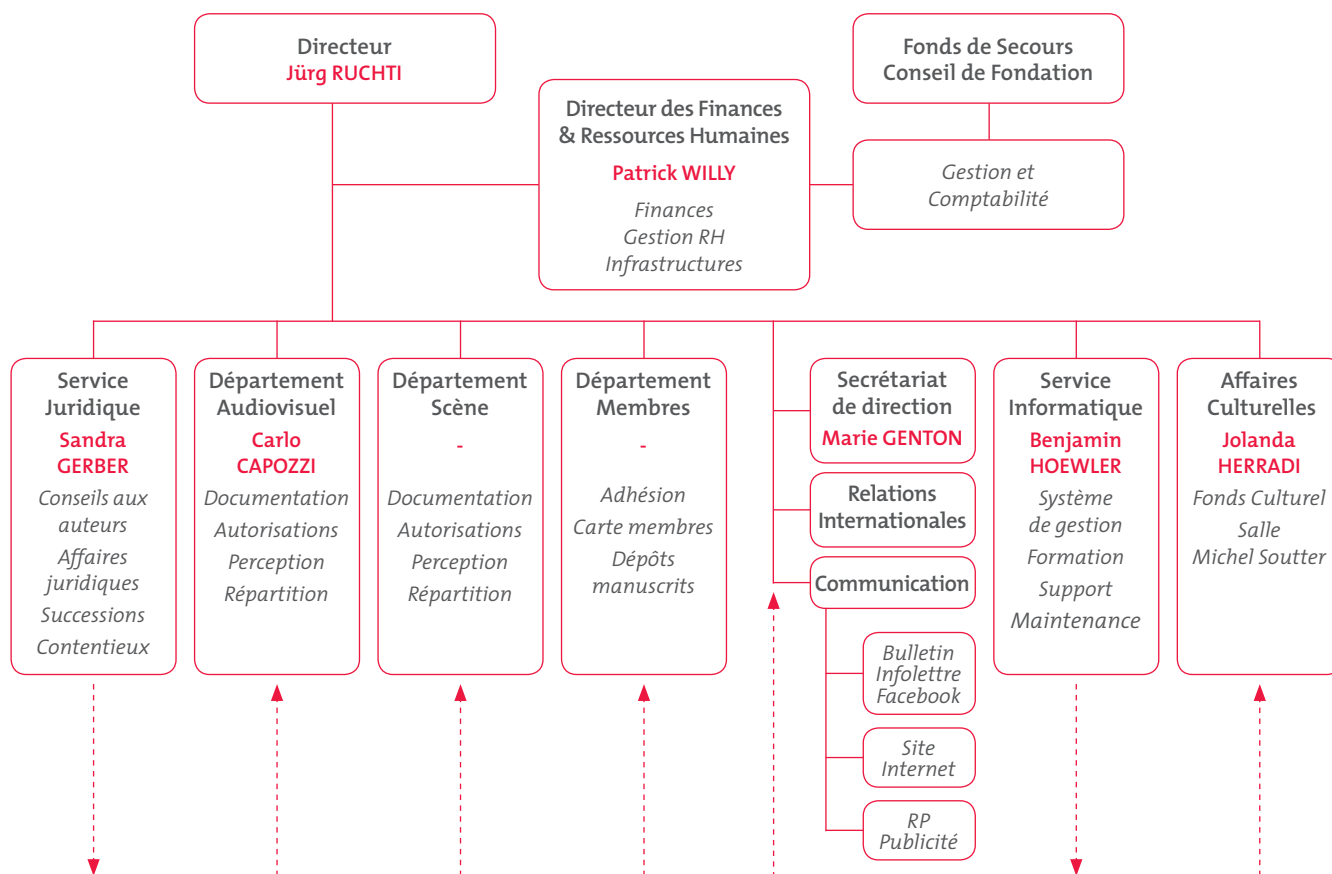 Directeur
Jürg RUCHTI
Fonds de Secours
Conseil de Fondation
Directeur des Finances
& Ressources Humaines
Patrick WILLY
Finances
Gestion RH
Infrastructures
Gestion et
Comptabilité
Service
Juridique
Sandra
GERBER
Conseils aux
auteurs
Affaires
juridiques
Successions
Contentieux
Département
Audiovisuel
Carlo
CAPOZZI
Documentation
Autorisations
Perception
Répartition
Département
Scène
-
Documentation
Autorisations
Perception
Répartition
Département
Membres
-
Adhésion
Carte membres
Dépôts
manuscrits
Secrétariat
de direction
Marie GENTON
Relations
Internationales
Communication
Bulletin
Infolettre
Facebook
Site
Internet
RP
Publicité
Service
Informatique
Benjamin
HOEWLER
Système
de gestion
Formation
Support
Maintenance
Affaires
Culturelles
Jolanda
HERRADI
Fonds Culturel
Salle
Michel Soutter